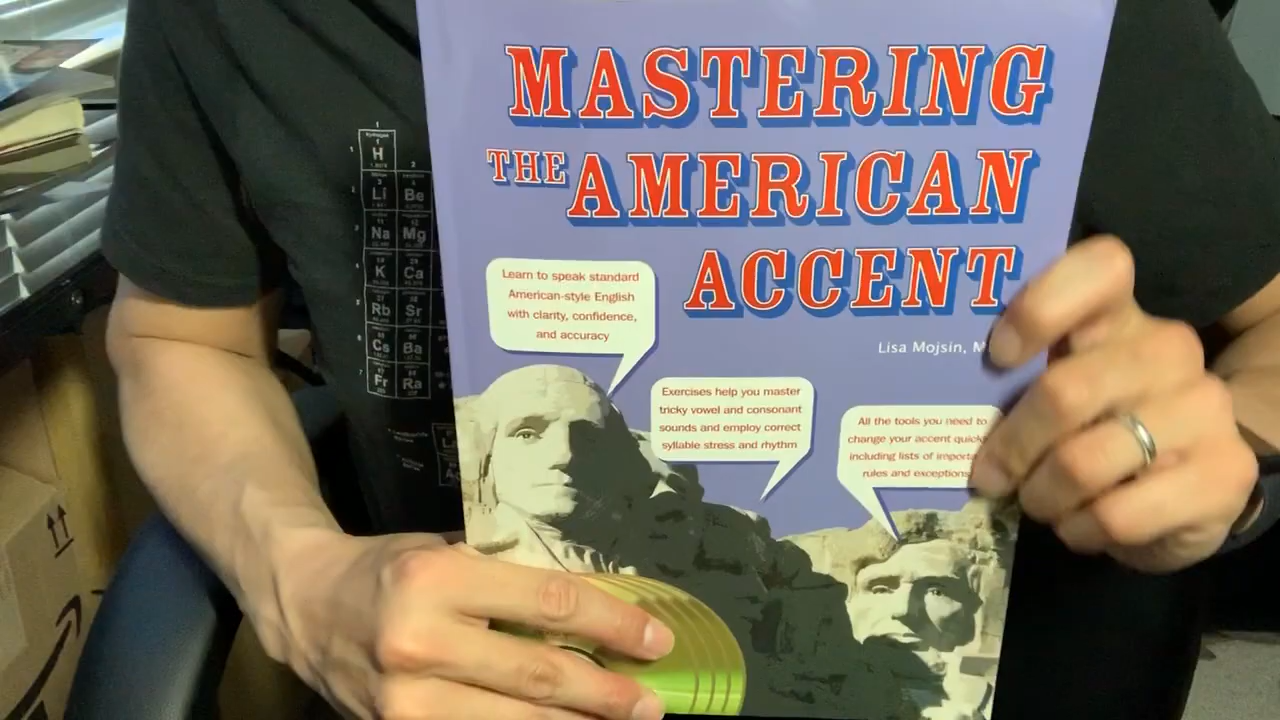 MASTERING
THE AMERICAN
ACCENT
Lisa Mojsin,
Learn to speak standard
American-style English
with clarity, confidence,
and accuracy
Exercises help you master
tricky vowel and consonant
sounds and employ correct
syllable stress and rhythm
All the tools you need to
change your accent
including lists of
rules and exceptions
1
H
2
Li Be
Na Mg
K Ca
Rb Sr
Cs Ba
Fr Ra